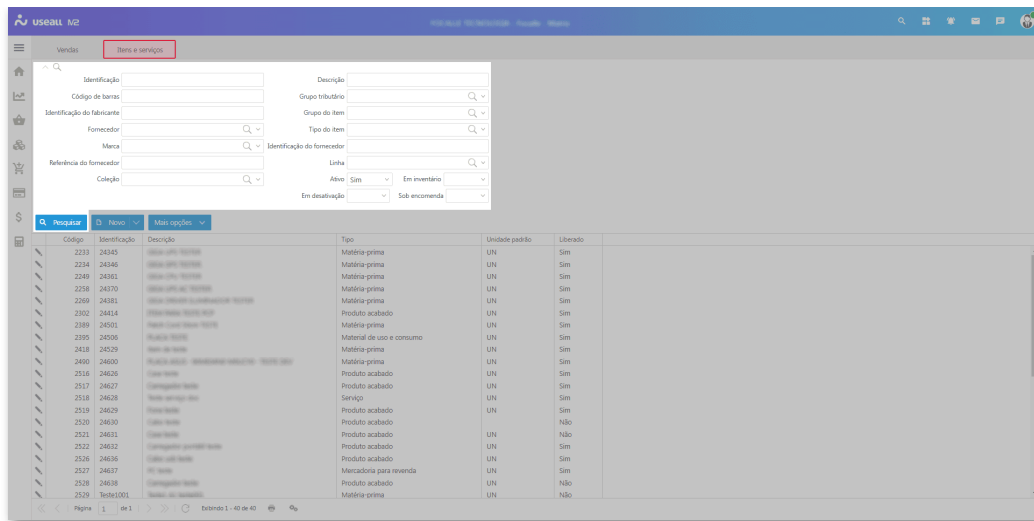 useall M2
Vendas Itens e serviços
Identificação Descrição
Código de barras Grupo tributário
Identificação do fabricante Grupo do item
Fornecedor Tipo do item
Marca Identificação do fornecedor
Referência do fornecedor Linha
Coleção Ativo Sim Em inventário
Em desativação Sob encomenda
Pesquisar Novo Mais opções
Código Identificação Descrição Tipo Unidade padrão Liberado
2233 24345 Matéria-prima UN Sim
2234 24346 Matéria-prima UN Sim
2249 24361 Matéria-prima UN Sim
2258 24370 Matéria-prima UN Sim
2269 24381 Matéria-prima UN Sim
2302 24414 Produto acabado UN Sim
2389 24501 Matéria-prima UN Sim
2395 24506 Material de uso e consumo UN Sim
2418 24529 Matéria-prima UN Sim
2490 24600 Matéria-prima UN Sim
2516 24626 Produto acabado UN Sim
2517 24627 Produto acabado UN Sim
2518 24628 Serviço UN Sim
2519 24629 Produto acabado UN Sim
2520 24630 Produto acabado Não
2521 24631 Produto acabado UN Não
2522 24632 Produto acabado UN Sim
2526 24636 Produto acabado UN Sim
2527 24637 Mercadoria para revenda UN Sim
2528 24638 Produto acabado UN Não
2529 Teste1001 Matéria-prima UN Não
Página 1 de 1 Exibindo 1 - 40 de 40